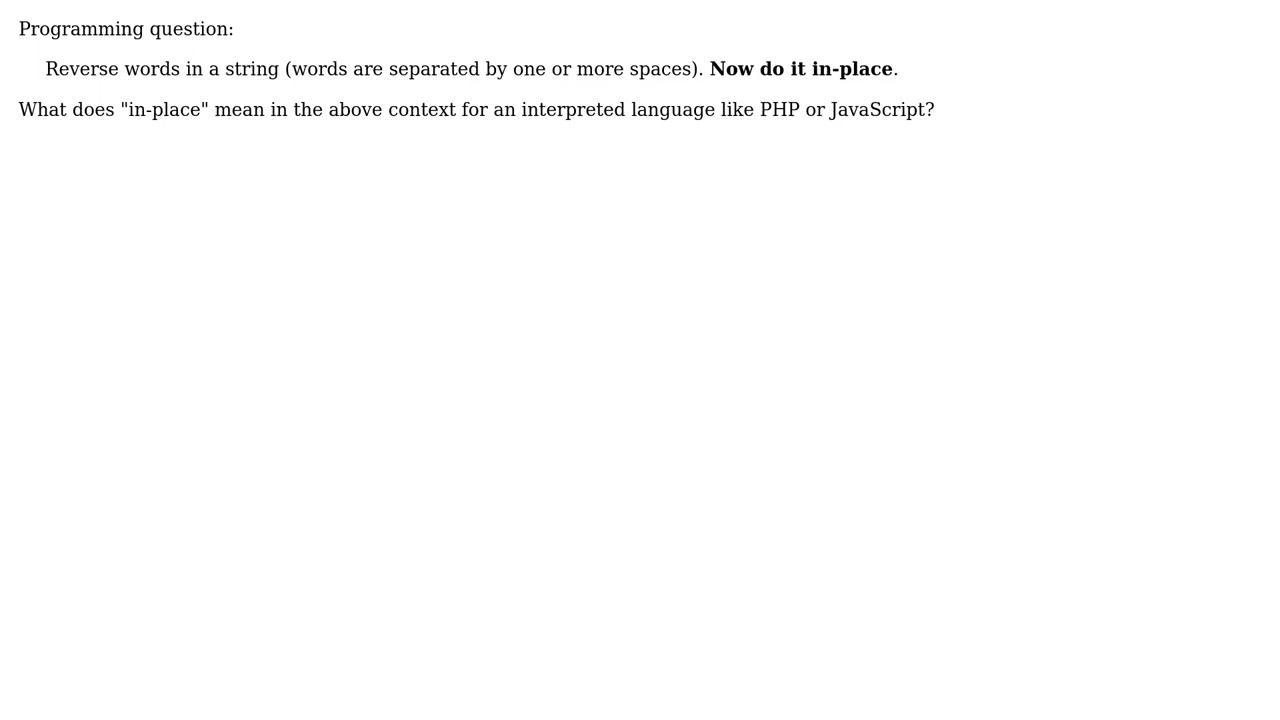 Programming question:
Reverse words in a string (words are separated by one or more spaces). Now do it in-place.
What does "in-place" mean in the above context for an interpreted language like PHP or JavaScript?